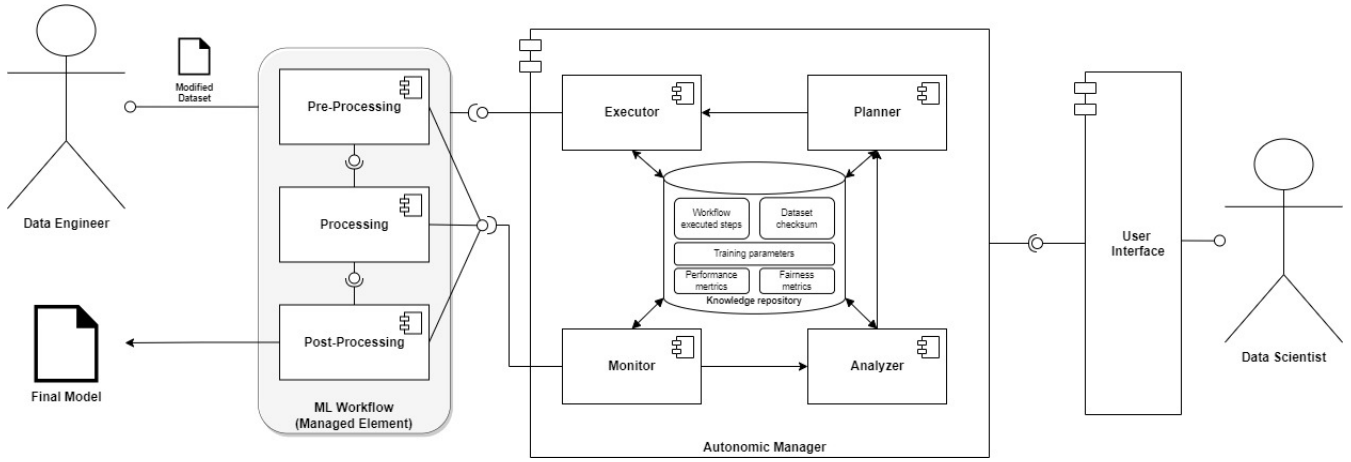 Data Engineer
Modified
Dataset
Final Model
Pre-Processing
Processing
Post-Processing
ML Workflow
(Managed Element)
Executor
Planner
Workflow
executed steps
Dataset
checksum
Training parameters
Performance
mertrics
Fairness
metrics
Knowledge repository
Monitor
Analyzer
Autonomic Manager
User
Interface
Data Scientist